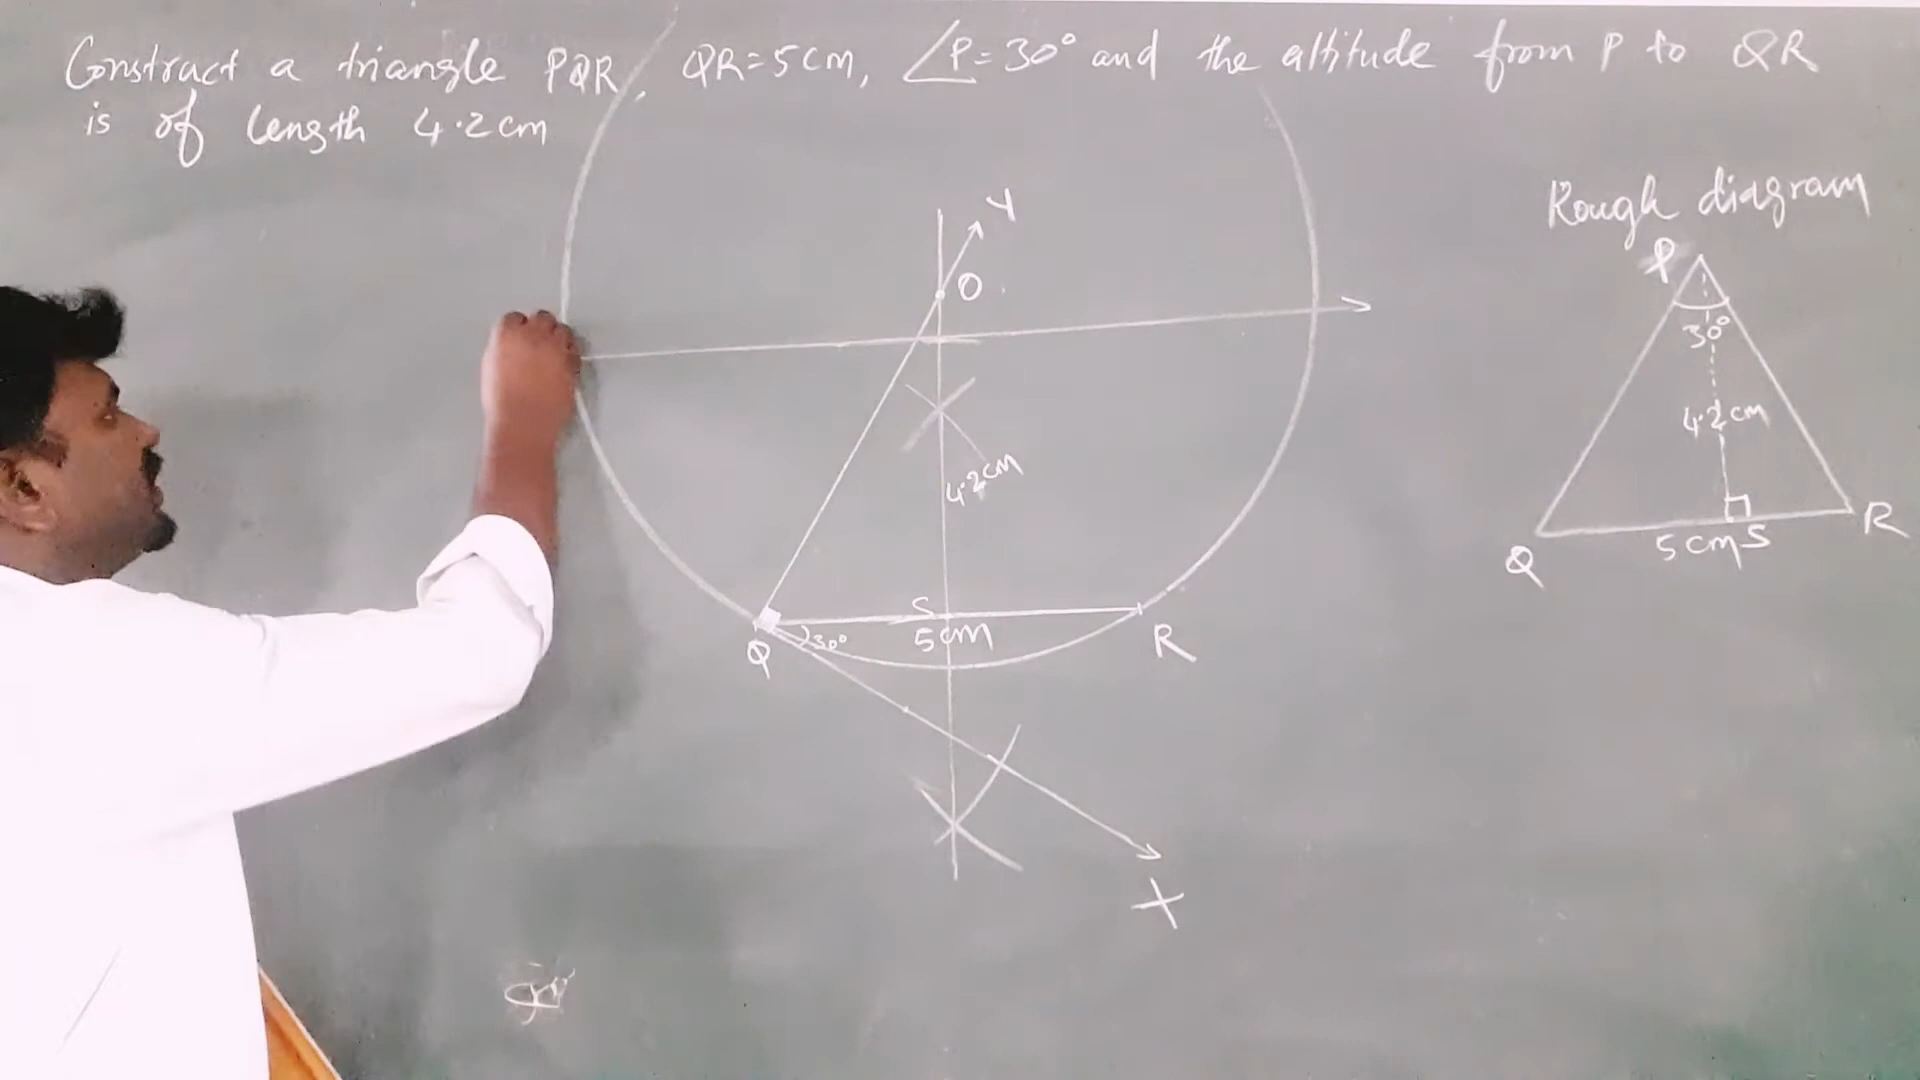 Construct a triangle PQR, QR=5cm, ∠P=30° and the altitude from P to QR
is of length 4.2cm
Rough diagram
Y
P
O
30°
4.2cm
4.2cm
S
R
5cm
5cm S
30°
Q
R
Q
X